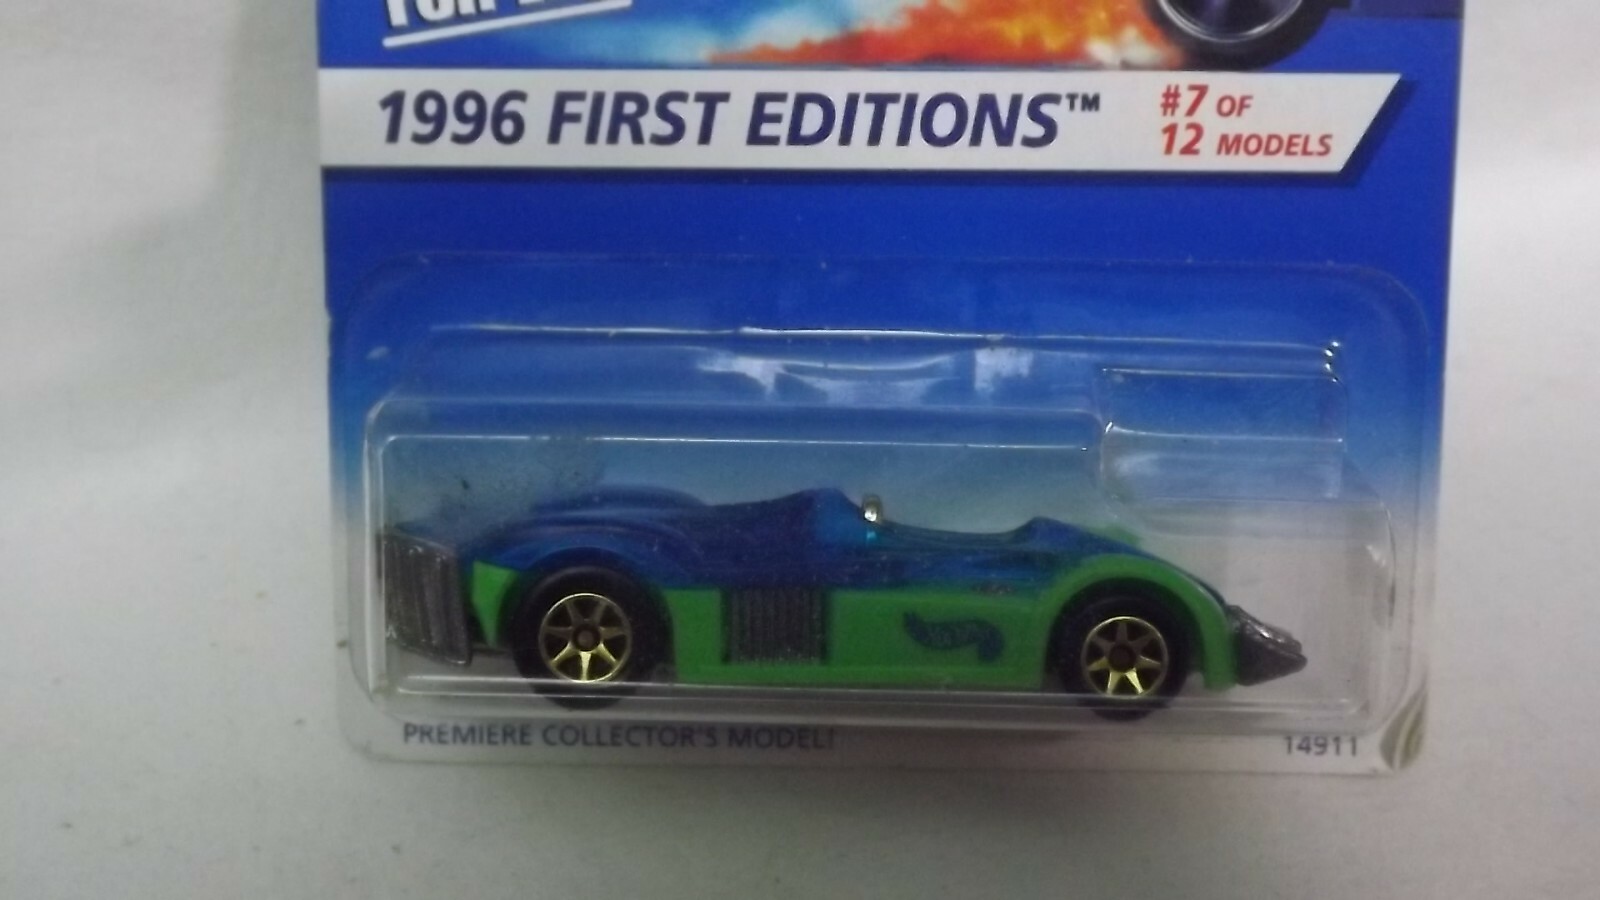 1996 FIRST EDITIONS™
#7 OF
12 MODELS
PREMIERE COLLECTOR'S MODEL!
14911